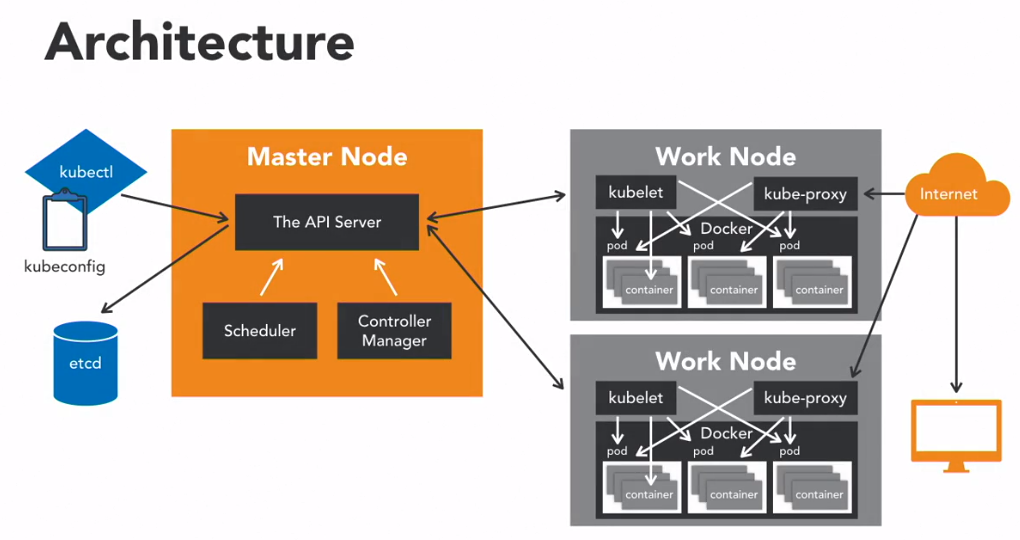 Architecture
kubectl
kubeconfig
etcd
Master Node
The API Server
Scheduler
Controller
Manager
Work Node
kubelet
kube-proxy
Docker
pod
pod
pod
container
container
container
Work Node
kubelet
kube-proxy
Docker
pod
pod
pod
container
container
container
Internet